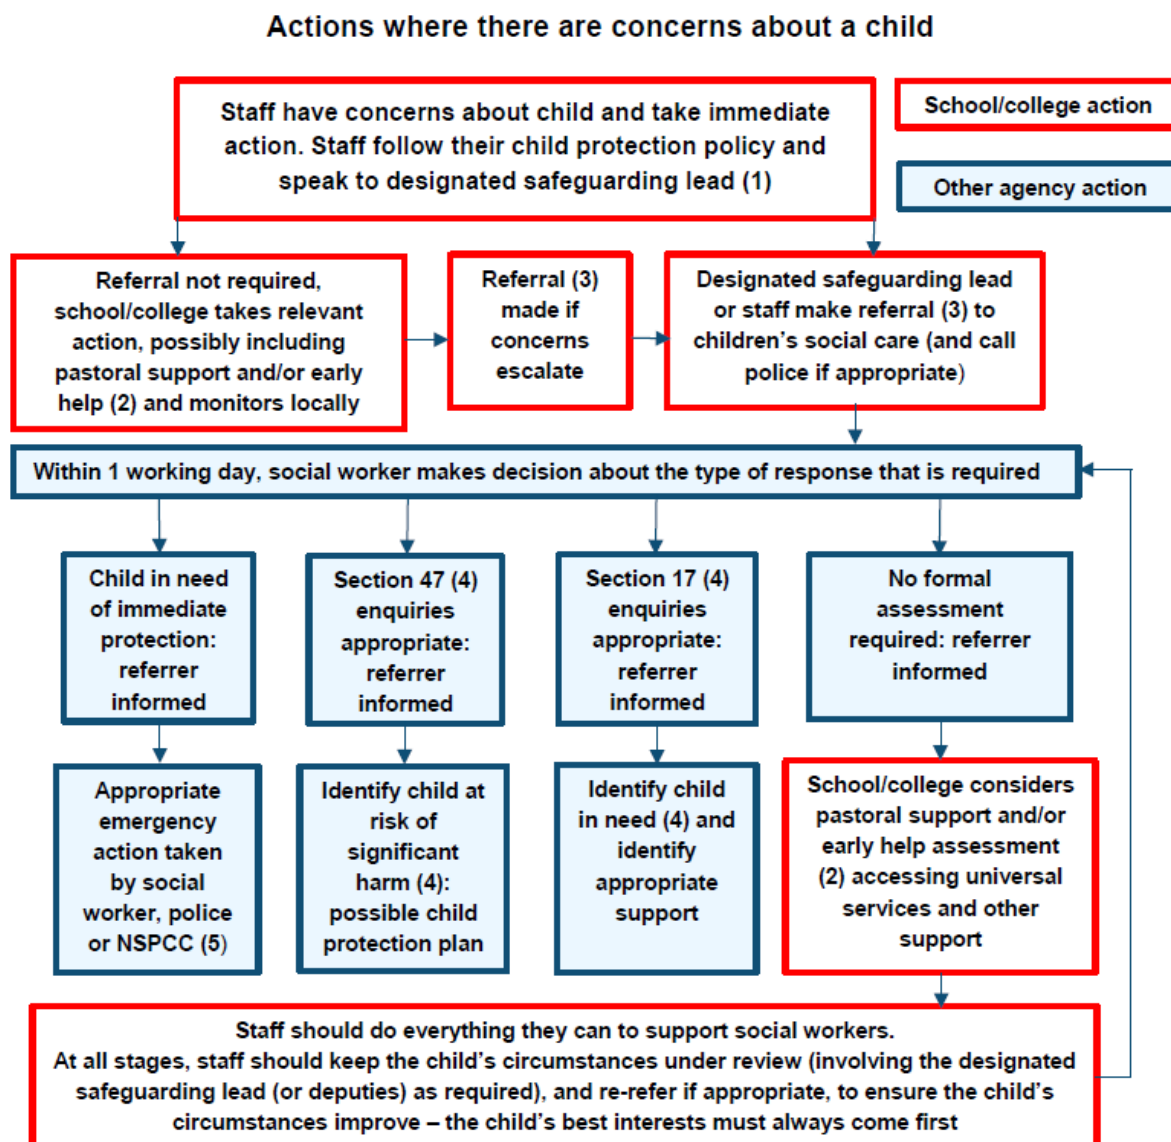 Actions where there are concerns about a child
Staff have concerns about child and take immediate
action. Staff follow their child protection policy and
speak to designated safeguarding lead (1)
School/college action
Other agency action
Referral not required,
school/college takes relevant
action, possibly including
pastoral support and/or early
help (2) and monitors locally
Referral (3)
made if
concerns
escalate
Designated safeguarding lead
or staff make referral (3) to
children’s social care (and call
police if appropriate)
Within 1 working day, social worker makes decision about the type of response that is required
Child in need
of immediate
protection:
referrer
informed
Section 47 (4)
enquiries
appropriate:
referrer
informed
Section 17 (4)
enquiries
appropriate:
referrer
informed
No formal
assessment
required: referrer
informed
Appropriate
emergency
action taken
by social
worker, police
or NSPCC (5)
Identify child at
risk of
significant
harm (4):
possible child
protection plan
Identify child
in need (4) and
identify
appropriate
support
School/college considers
pastoral support and/or
early help assessment
(2) accessing universal
services and other
support
Staff should do everything they can to support social workers.
At all stages, staff should keep the child’s circumstances under review (involving the designated
safeguarding lead (or deputies) as required), and re-refer if appropriate, to ensure the child’s
circumstances improve – the child’s best interests must always come first